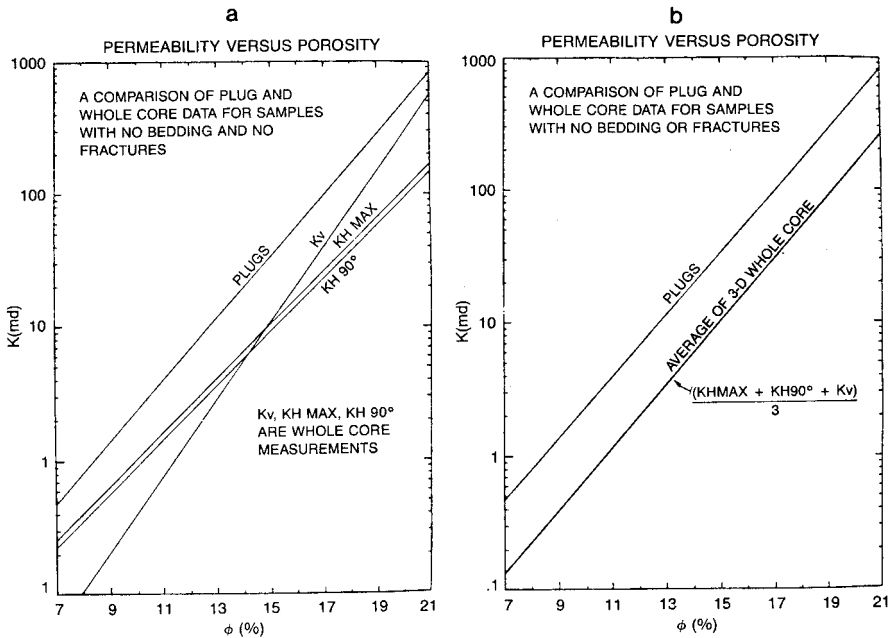 a
PERMEABILITY VERSUS POROSITY
1000
100
10
1
1
K(md)
A COMPARISON OF PLUG AND
WHOLE CORE DATA FOR SAMPLES
WITH NO BEDDING AND NO
FRACTURES
PLUGS
Kv
KH MAX
KH 90°
Kv, KH MAX, KH 90°
ARE WHOLE CORE
MEASUREMENTS
7 9 11 13 15 17 19 21
φ (%)
b
PERMEABILITY VERSUS POROSITY
1000
100
10
1
.1
K(md)
A COMPARISON OF PLUG AND
WHOLE CORE DATA FOR SAMPLES
WITH NO BEDDING OR FRACTURES
PLUGS
AVERAGE OF 3-D WHOLE CORE
(KHMAX + KH90° + Kv)
3
7 9 11 13 15 17 19 21
φ (%)